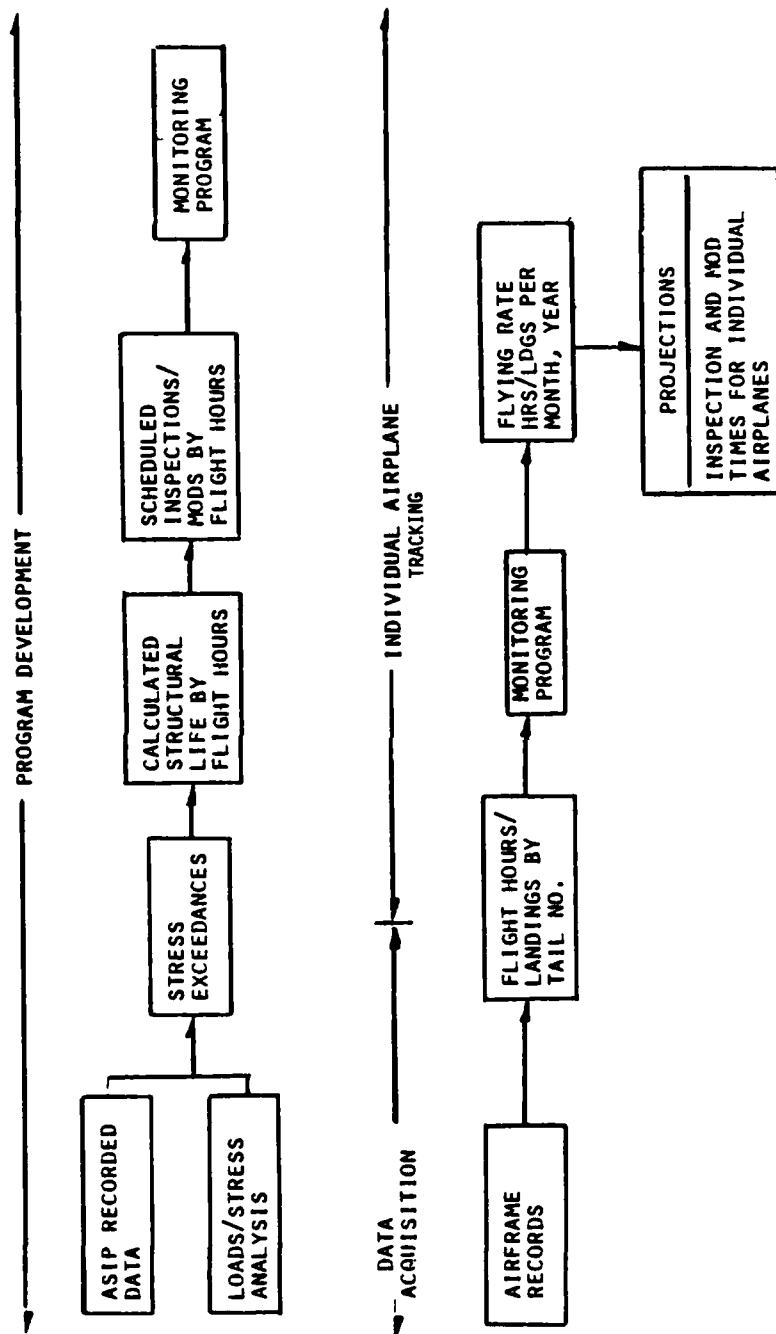 PROGRAM DEVELOPMENT
ASIP RECORDED
DATA
LOADS/STRESS
ANALYSIS
STRESS
EXCEEDANCES
CALCULATED
STRUCTURAL
LIFE BY
FLIGHT HOURS
SCHEDULED
INSPECTIONS/
MODS BY
FLIGHT HOURS
MONITORING
PROGRAM
DATA
ACQUISITION
INDIVIDUAL AIRPLANE
TRACKING
AIRFRAME
RECORDS
FLIGHT HOURS/
LANDINGS BY
TAIL NO.
MONITORING
PROGRAM
FLYING RATE
HRS/LDGS PER
MONTH, YEAR
PROJECTIONS
INSPECTION AND MOD
TIMES FOR INDIVIDUAL
AIRPLANES